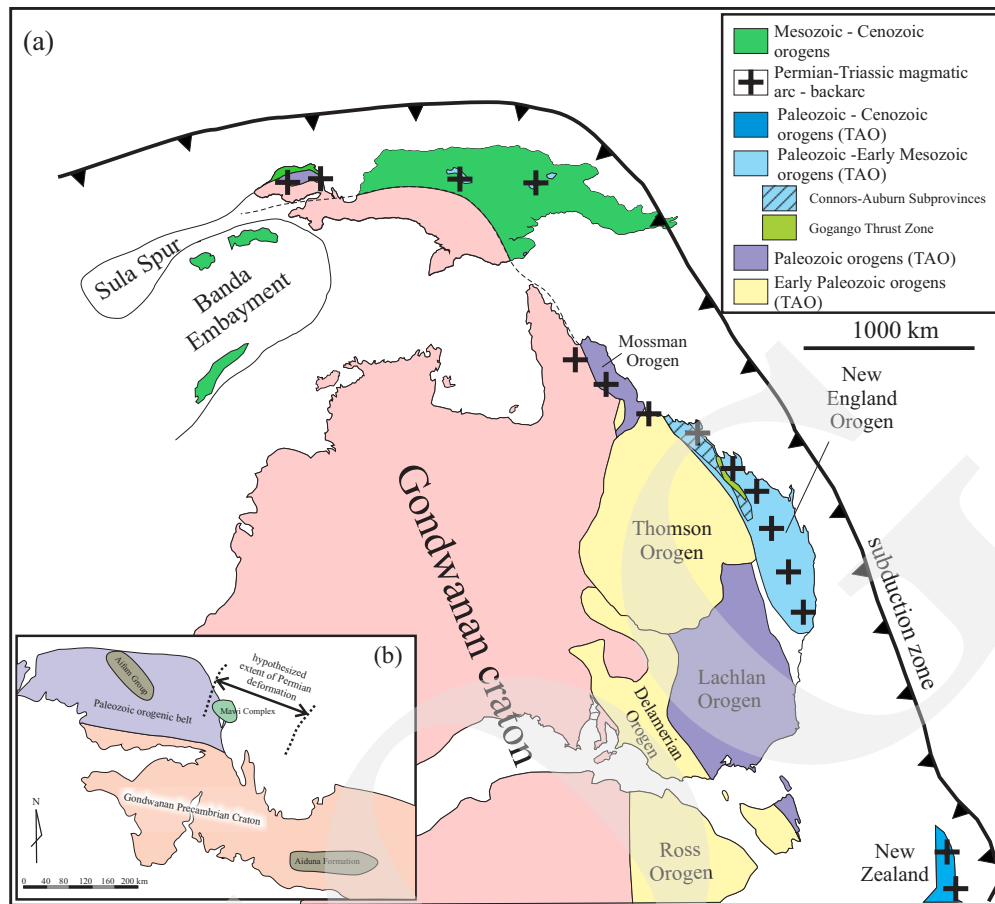 (a)
Mesozoic - Cenozoic
orogens
Permian-Triassic magmatic
arc - backarc
Paleozoic - Cenozoic
orogens (TAO)
Paleozoic -Early Mesozoic
orogens (TAO)
Connors-Auburn Subprovinces
Gogango Thrust Zone
Paleozoic orogens (TAO)
Early Paleozoic orogens
(TAO)
1000 km
Sula Spur
Banda
Embayment
Mossman
Orogen
New
England
Orogen
Gondwanan craton
Thomson
Orogen
subduction zone
Lachlan
Orogen
Delamerian
Orogen
Ross
Orogen
New
Zealand
(b)
Aifun Group
hypothesized
extent of Permian
deformation
Paleozoic orogenic belt
Mawi Complex
Gondwanan Precambrian Craton
N
Aiduna Formation
0 40 80 120 160 200 km
G